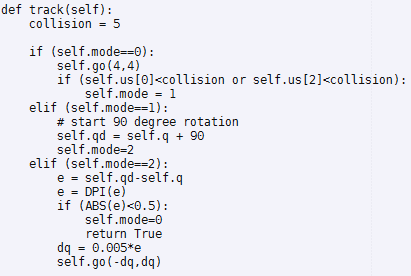 def track(self):
    collision = 5

    if (self.mode==0):
        self.go(4,4)
        if (self.us[0]<collision or self.us[2]<collision):
            self.mode = 1
    elif (self.mode==1):
        # start 90 degree rotation
        self.qd = self.q + 90
        self.mode=2
    elif (self.mode==2):
        e = self.qd-self.q
        e = DPI(e)
        if (ABS(e)<0.5):
            self.mode=0
            return True
        dq = 0.005*e
        self.go(-dq,dq)